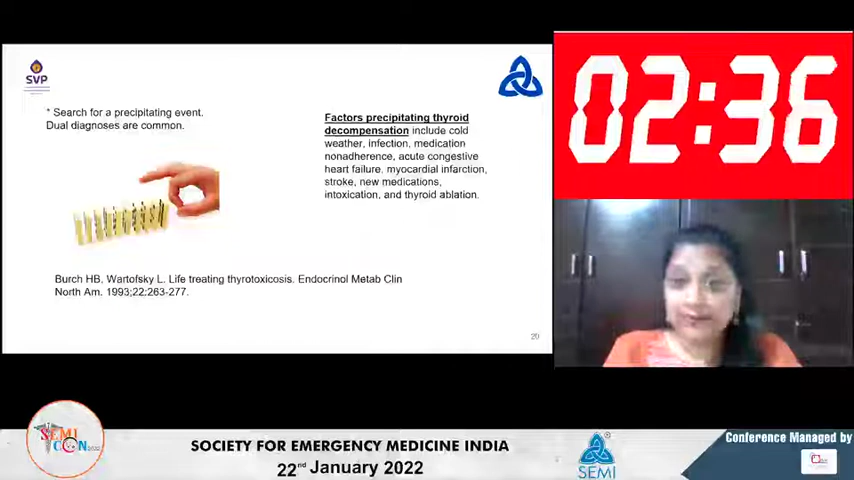 SVP
* Search for a precipitating event.
Dual diagnoses are common.
Factors precipitating thyroid
decompensation include cold
weather, infection, medication
nonadherence, acute congestive
heart failure, myocardial infarction,
stroke, new medications,
intoxication, and thyroid ablation.
Burch HB, Wartofsky L. Life treating thyrotoxicosis. Endocrinol Metab Clin
North Am. 1993;22:263-277.
20
02:36
SEMI
CON2022
SOCIETY FOR EMERGENCY MEDICINE INDIA
22nd January 2022
SEMI
Conference Managed by